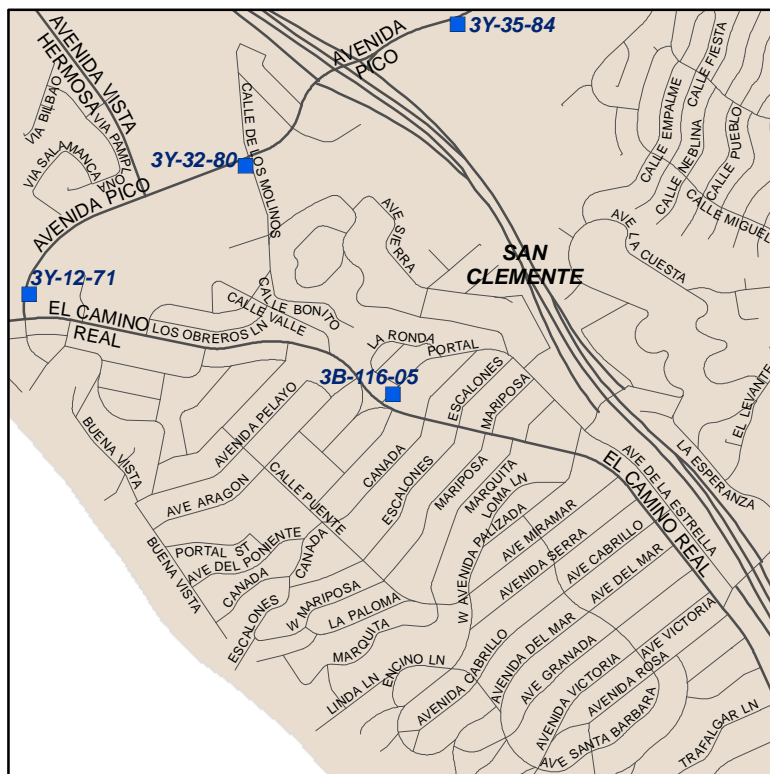 3Y-35-84
AVENIDA
PICO
AVENIDA VISTA
HERMOSA
VIA BILBAO
VIA PAMPLONA
VIA SALAMANCA
3Y-32-80
CALLE DE LOS MOLINOS
CALLE FIESTA
CALLE EMPALME
CALLE NEBLINA
CALLE PUEBLO
CALLE MIGUEL
AVENIDA PICO
AVE SIERRA
AVE LA CUESTA
SAN
CLEMENTE
3Y-12-71
EL CAMINO
REAL
LOS OBREROS LN
CALLE VALLE
CALLE BONITO
LA RONDA
PORTAL
3B-116-05
ESCALONES
MARIPOSA
EL LEVANTE
BUENA VISTA
AVENIDA PELAYO
AVE ARAGON
CALLE PUENTE
CANADA
ESCALONES
MARIPOSA
MARQUITA
LOMA LN
AVE DE LA ESTRELLA
LA ESPERANZA
EL CAMINO REAL
PORTAL ST
AVE DEL PONIENTE
CANADA
BUENA VISTA
CANADA
ESCALONES
W MARIPOSA
LA PALOMA
MARQUITA
W AVENIDA PALIZADA
AVE MIRAMAR
AVENIDA SERRA
AVE CABRILLO
AVE DEL MAR
LINDA LN
ENCINO LN
AVENIDA CABRILLO
AVENIDA DEL MAR
AVE GRANADA
AVENIDA VICTORIA
AVE VICTORIA
AVENIDA ROSA
AVE SANTA BARBARA
TRAFALGAR LN